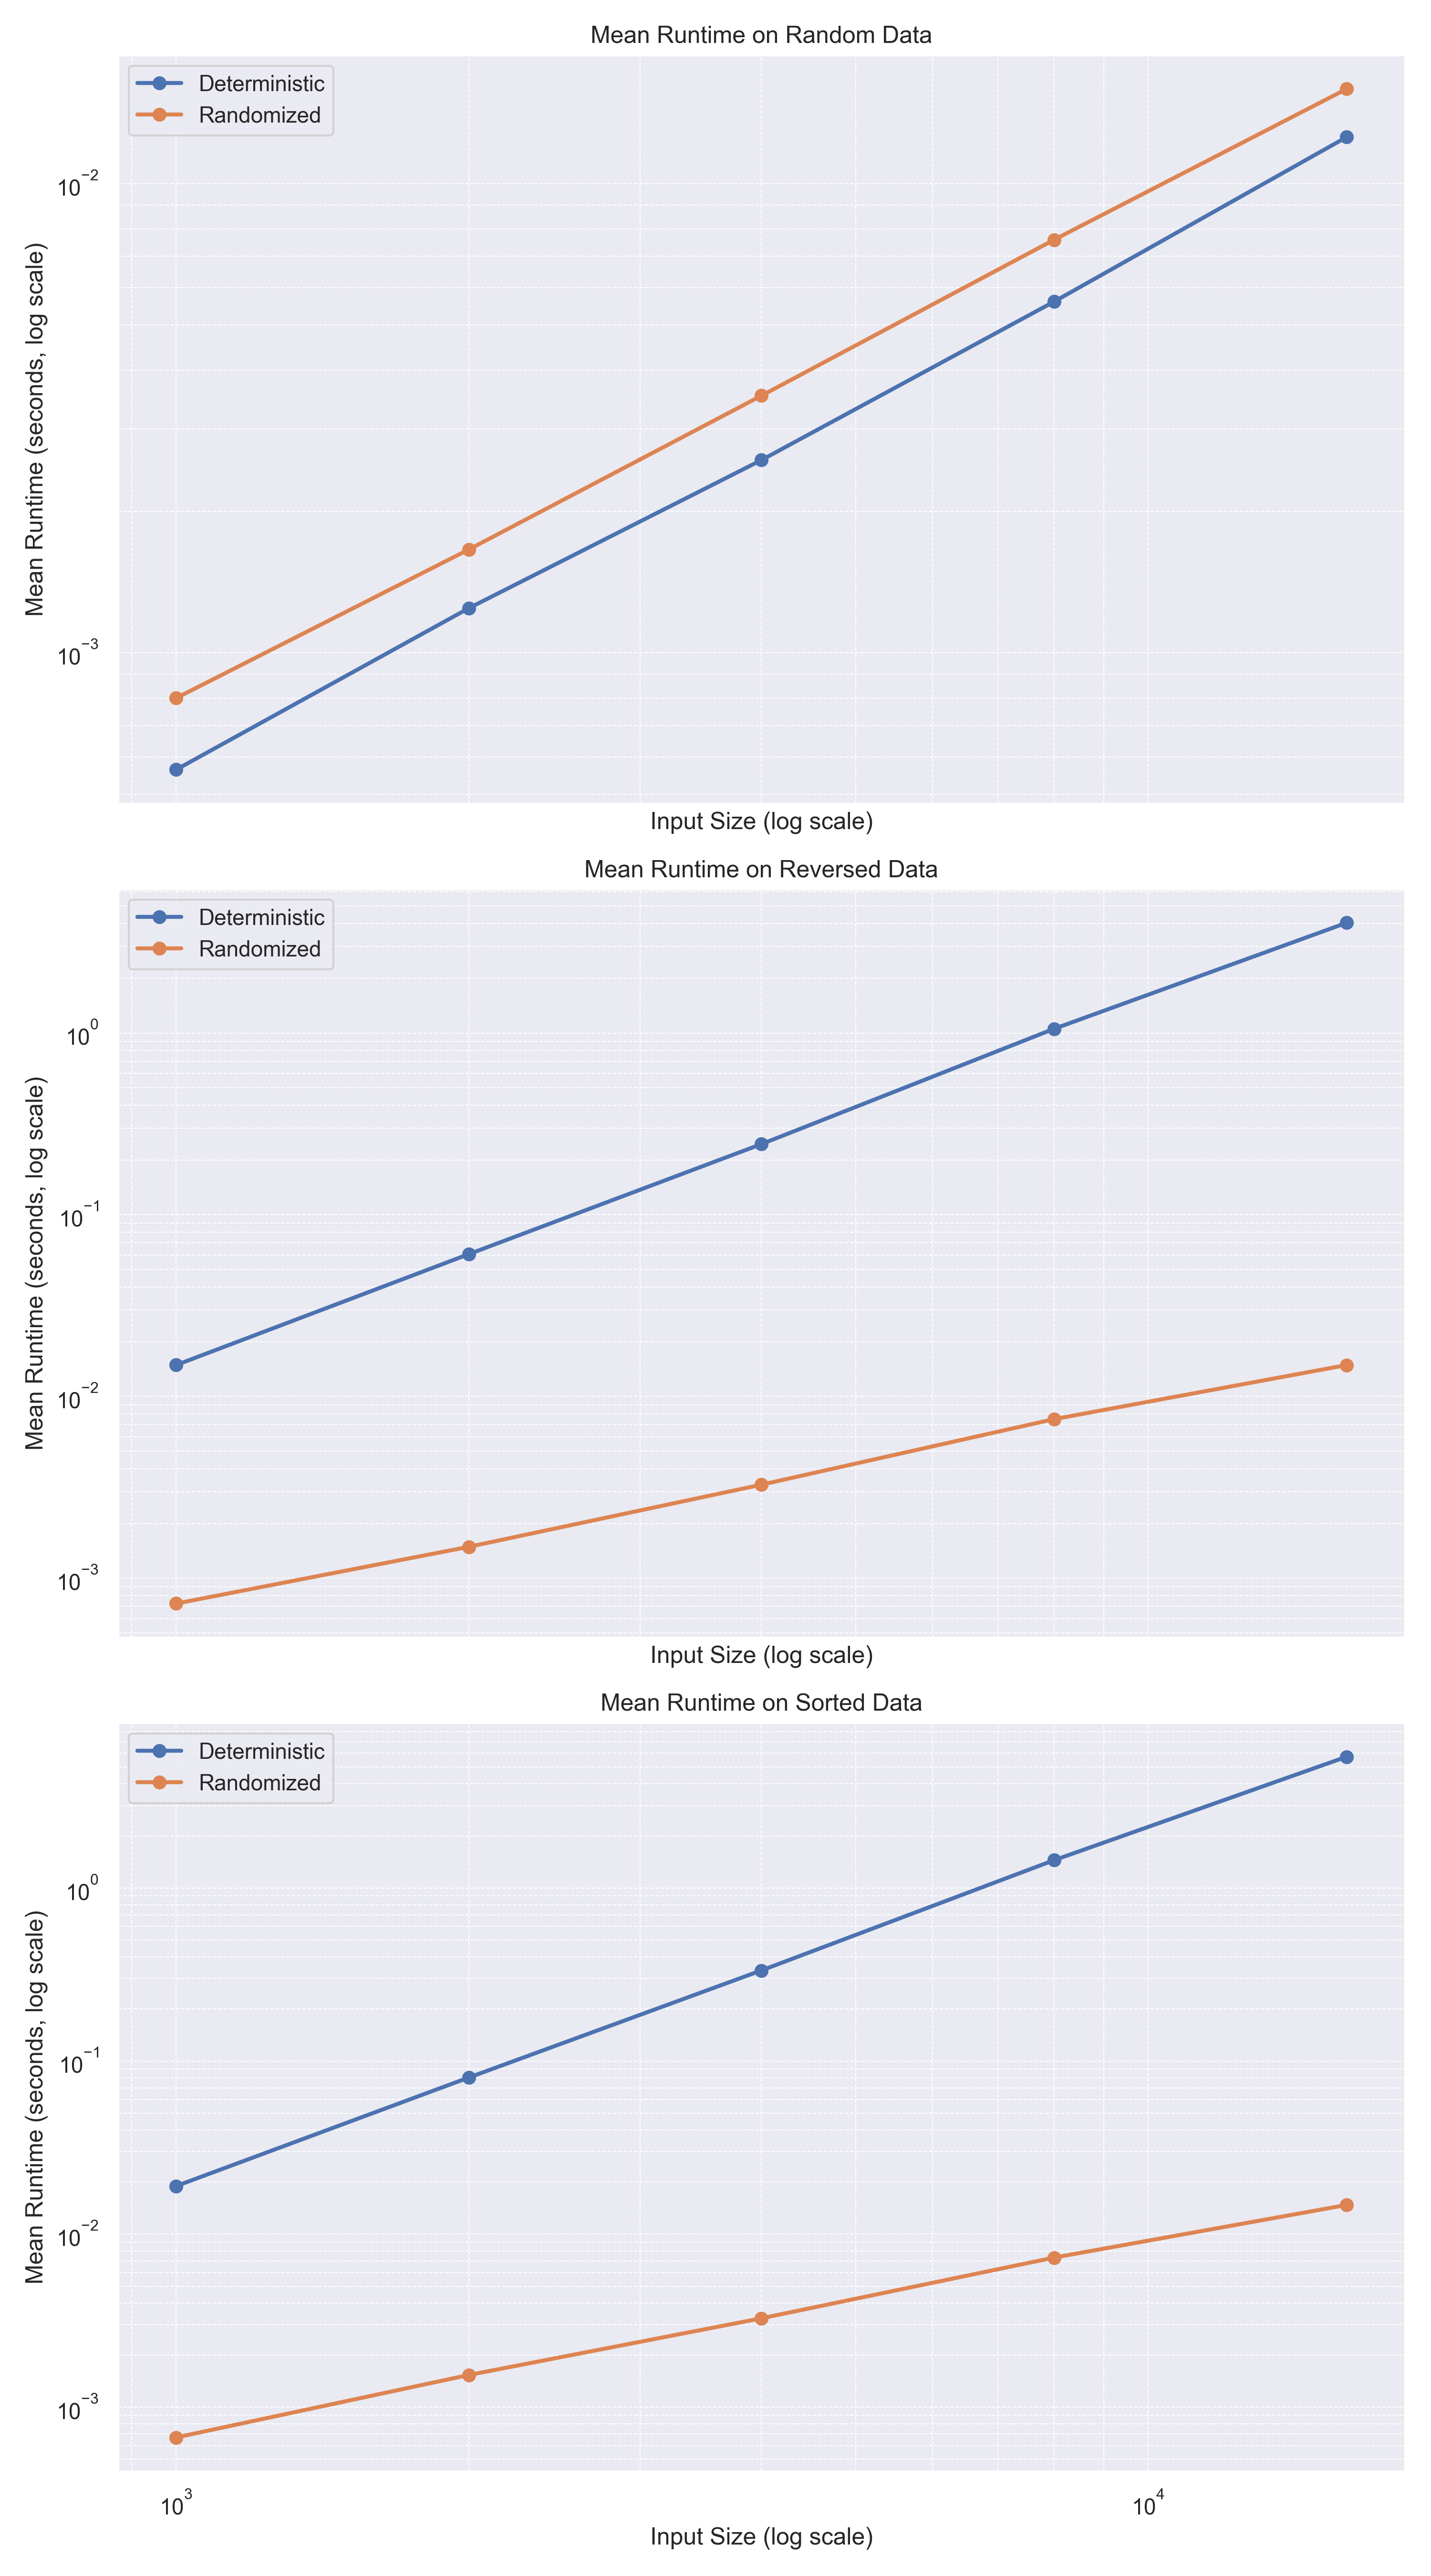 Mean Runtime on Random Data
Deterministic
Randomized
Mean Runtime (seconds, log scale)
10⁻²
10⁻³
Input Size (log scale)
Mean Runtime on Reversed Data
Deterministic
Randomized
Mean Runtime (seconds, log scale)
10⁰
10⁻¹
10⁻²
10⁻³
Input Size (log scale)
Mean Runtime on Sorted Data
Deterministic
Randomized
Mean Runtime (seconds, log scale)
10⁰
10⁻¹
10⁻²
10⁻³
10³ 10⁴
Input Size (log scale)